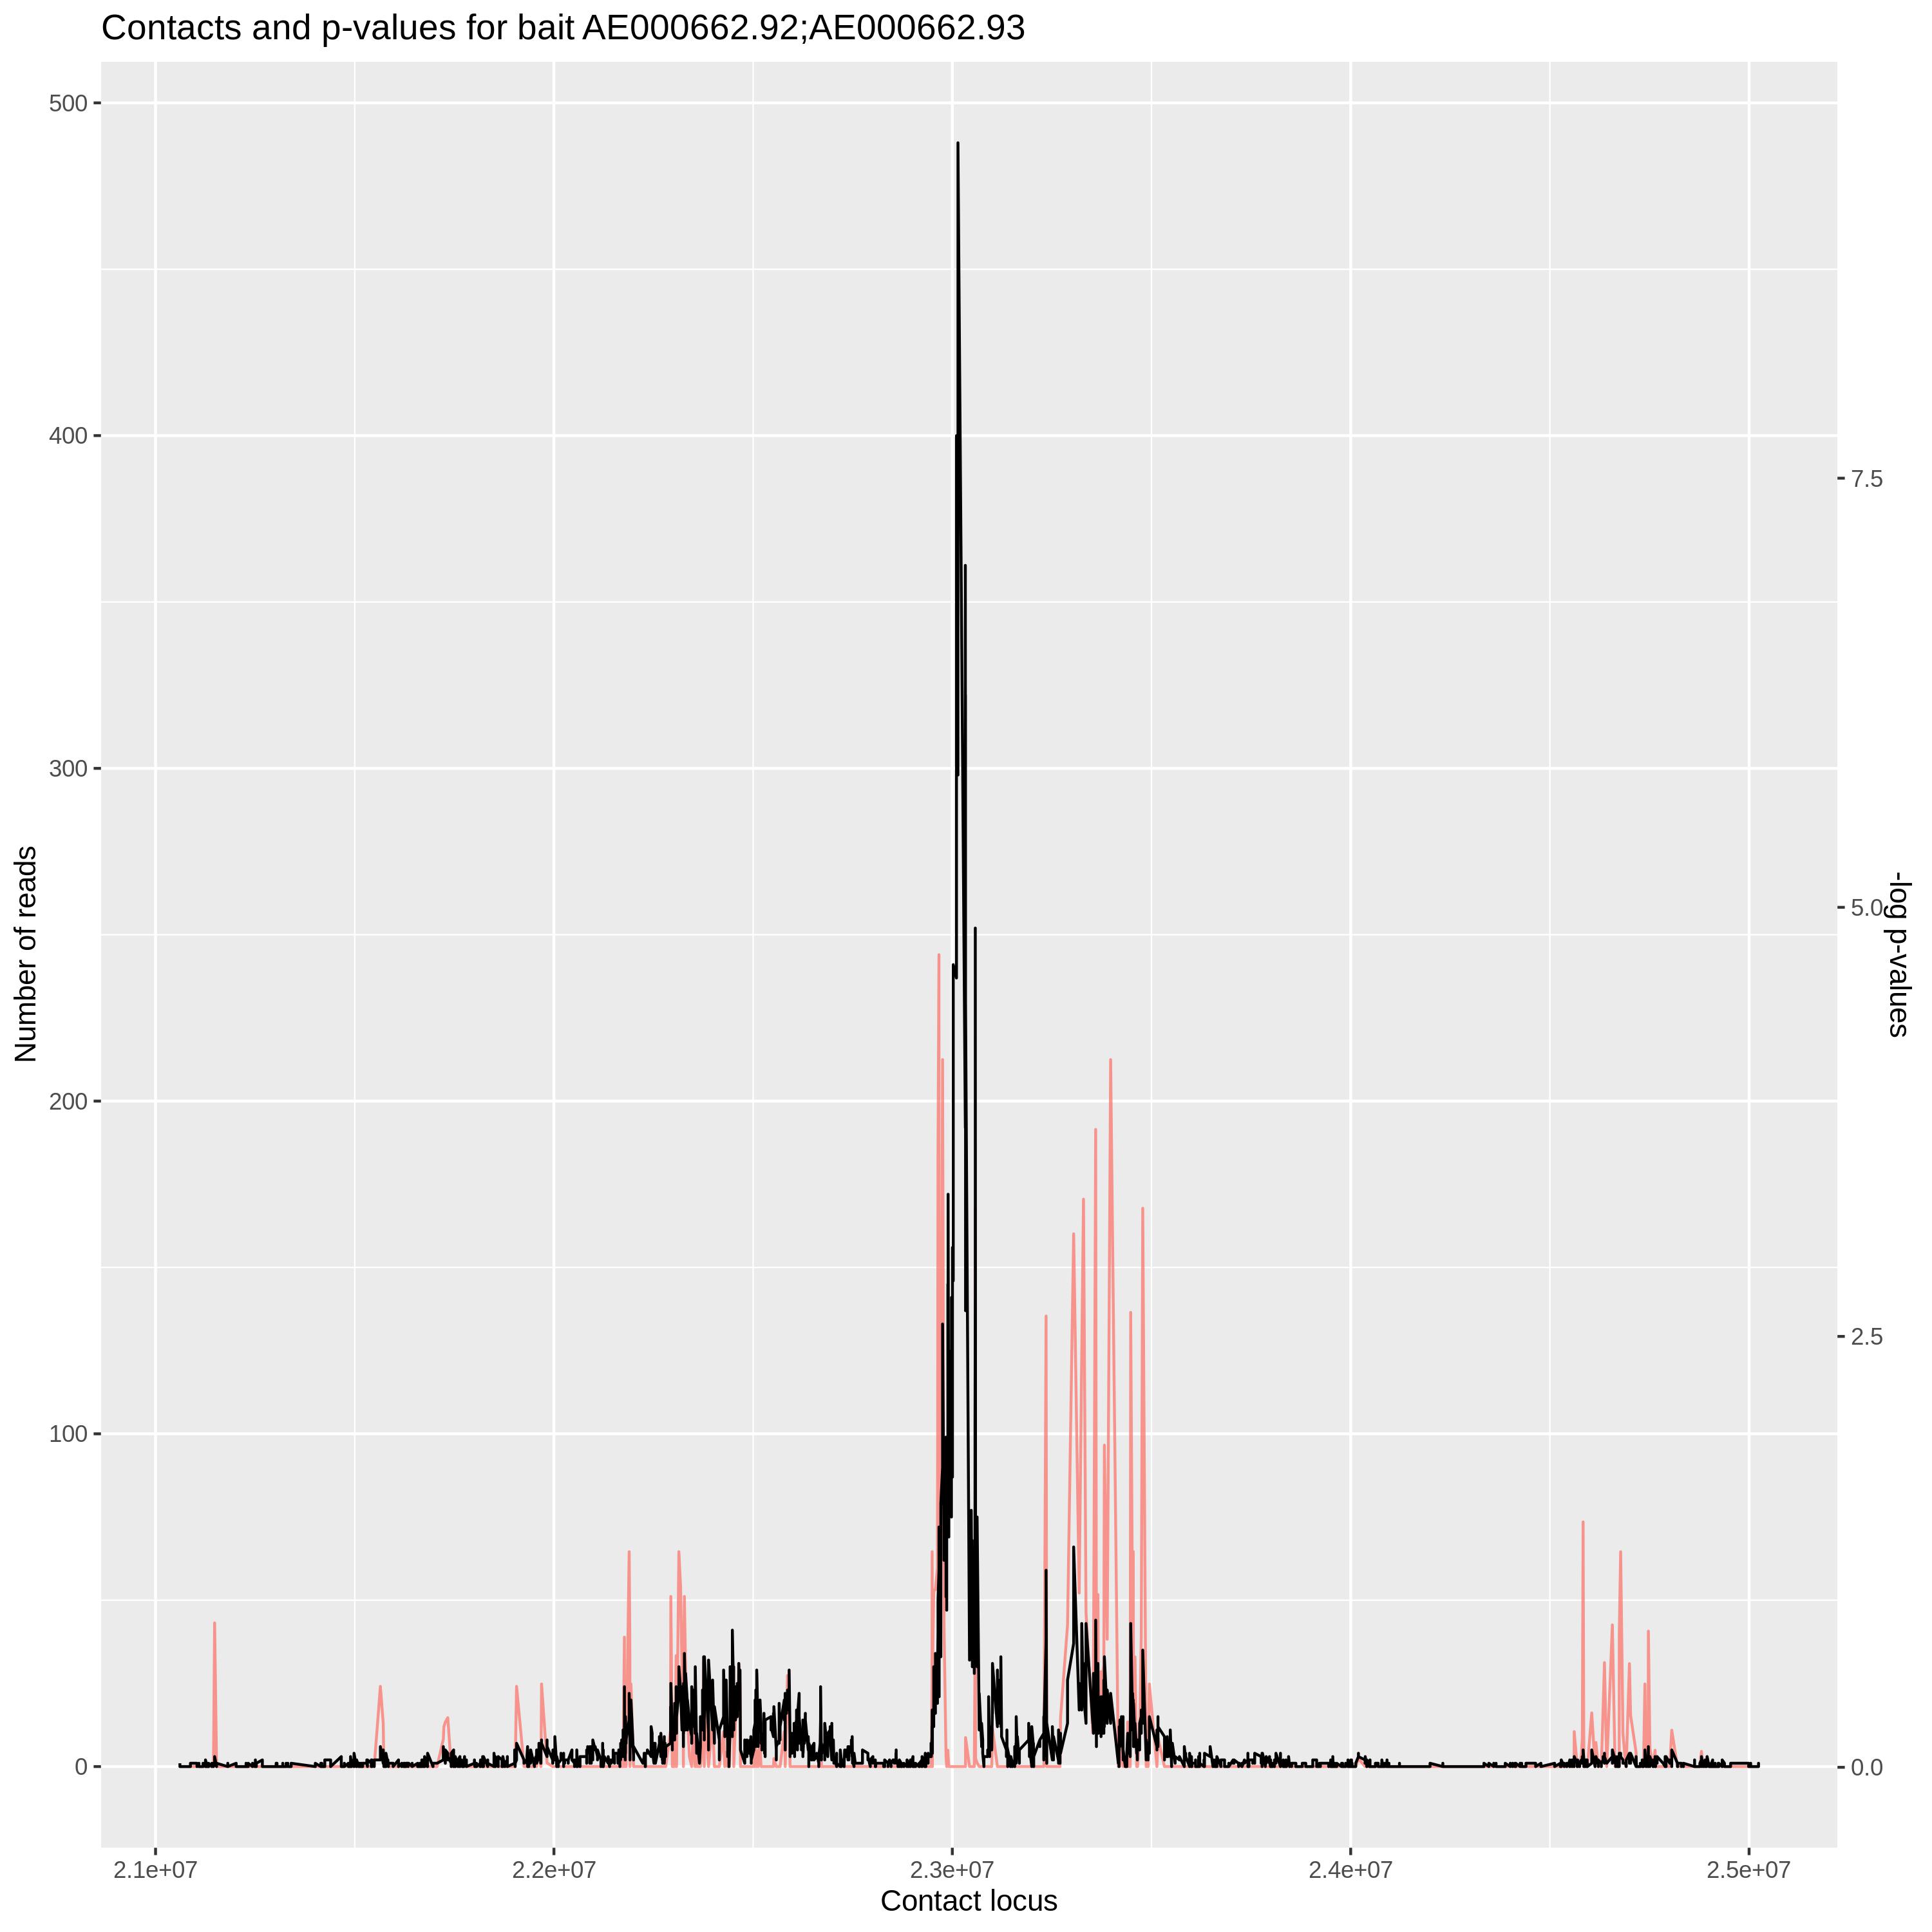 Contacts and p-values for bait AE000662.92;AE000662.93
500
400
300
200
100
0
Number of reads
7.5
5.0
2.5
0.0
-log p-values
2.1e+07
2.2e+07
2.3e+07
2.4e+07
2.5e+07
Contact locus